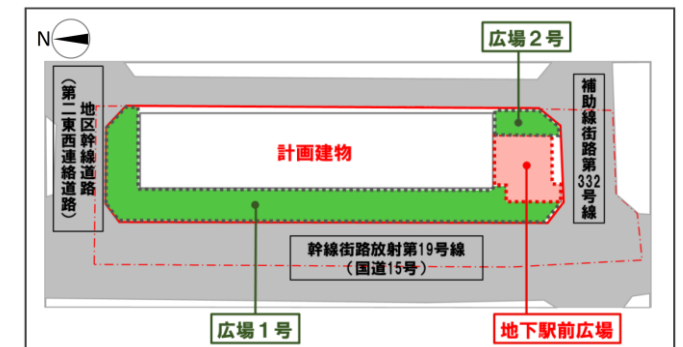 N
広場２号
地区幹線道路
（第二東西連絡道路）
補助線街路第332号線
計画建物
幹線街路放射第19号線
（国道15号）
広場１号
地下駅前広場